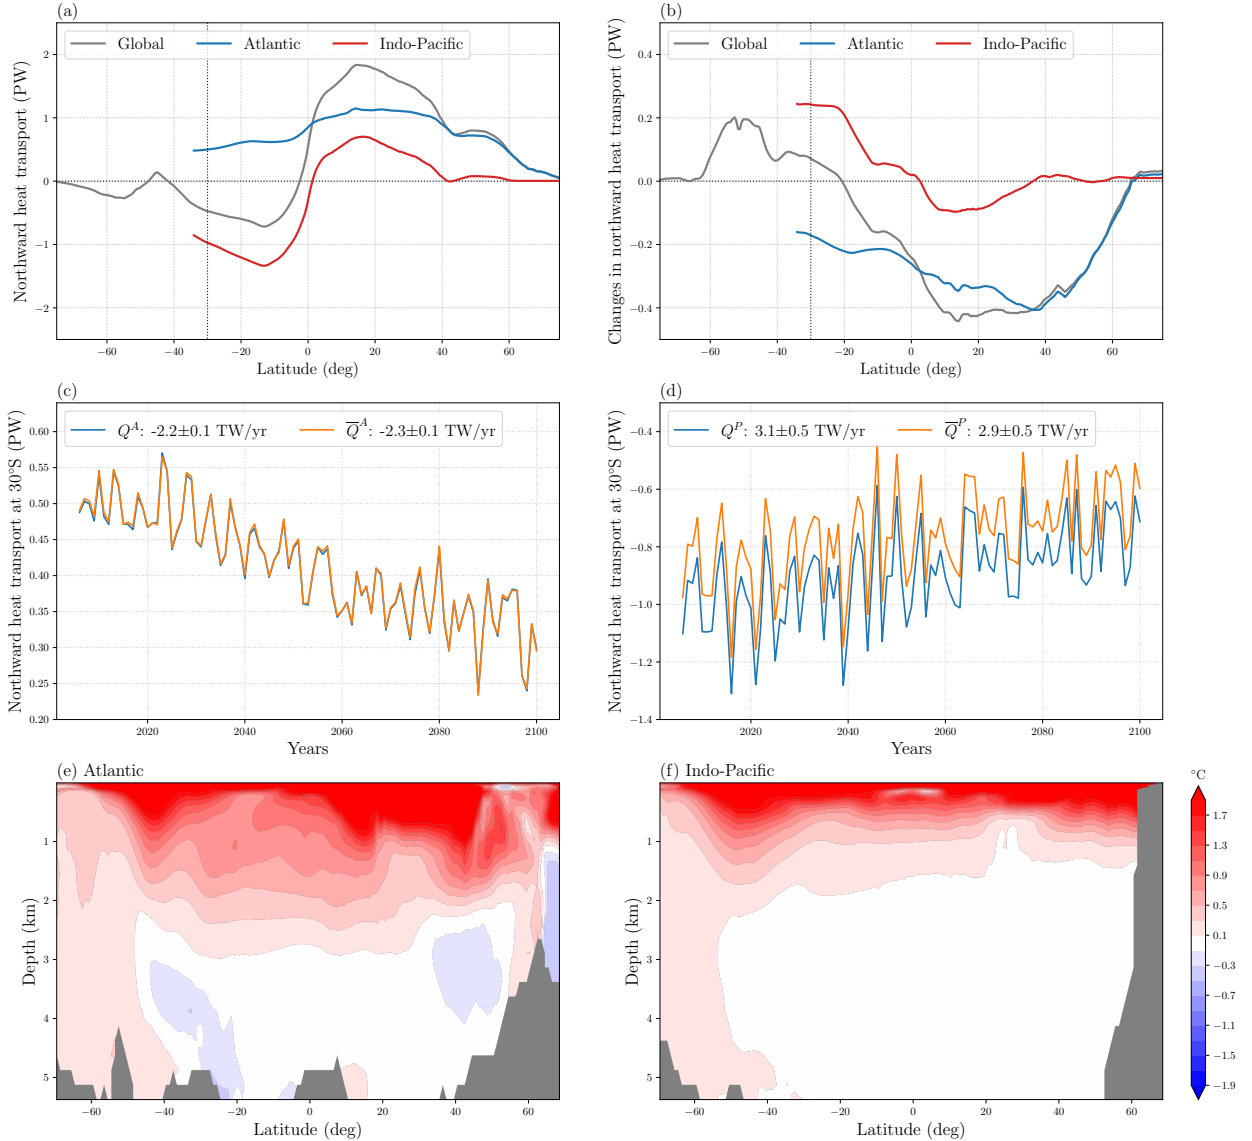 (a)
(b)
Global Atlantic Indo-Pacific
Global Atlantic Indo-Pacific
Northward heat transport (PW)
2
1
0
−1
−2
−60 −40 −20 0 20 40 60
Latitude (deg)
Changes in northward heat transport (PW)
0.4
0.2
0.0
−0.2
−0.4
−60 −40 −20 0 20 40 60
Latitude (deg)
(c)
(d)
Q^A: -2.2±0.1 TW/yr Q̅^A: -2.3±0.1 TW/yr
Q^P: 3.1±0.5 TW/yr Q̅^P: 2.9±0.5 TW/yr
Northward heat transport at 30°S (PW)
0.60
0.55
0.50
0.45
0.40
0.35
0.30
0.25
0.20
2020 2040 2060 2080 2100
Years
Northward heat transport at 30°S (PW)
−0.4
−0.6
−0.8
−1.0
−1.2
−1.4
2020 2040 2060 2080 2100
Years
(e) Atlantic
(f) Indo-Pacific
Depth (km)
1
2
3
4
5
−60 −40 −20 0 20 40 60
Latitude (deg)
Depth (km)
1
2
3
4
5
−60 −40 −20 0 20 40 60
Latitude (deg)
°C
1.7
1.3
0.9
0.5
0.1
−0.3
−0.7
−1.1
−1.5
−1.9